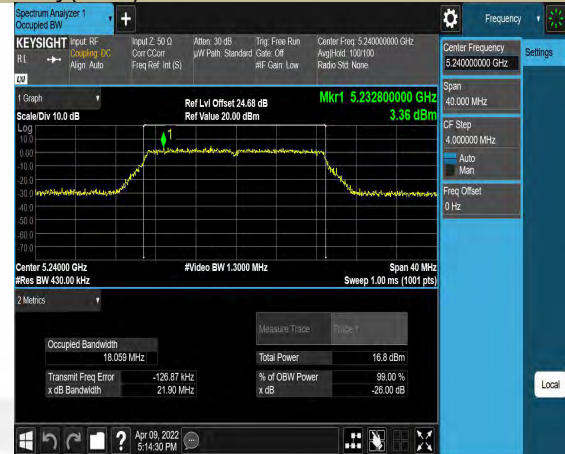 Spectrum Analyzer 1
Occupied BW
Frequency
KEYSIGHT
Input: RF
R L
Coupling: DC
Align: Auto
LXI
Input Z: 50 Ω
Corr CCorr
Freq Ref: Int (S)
Atten: 30 dB
µW Path: Standard
Trig: Free Run
Gate: Off
#IF Gain: Low
Center Freq: 5.240000000 GHz
Avg|Hold: 100/100
Radio Std: None
Center Frequency
5.240000000 GHz
Settings
Span
40.000 MHz
CF Step
4.000000 MHz
Auto
Man
Freq Offset
0 Hz
Local
1 Graph
Scale/Div 10.0 dB
Ref Lvl Offset 24.68 dB
Ref Value 20.00 dBm
Mkr1 5.232800000 GHz
3.36 dBm
Log
10.0
0.00
-10.0
-20.0
-30.0
-40.0
-50.0
-60.0
-70.0
1
Center 5.24000 GHz
#Res BW 430.00 kHz
#Video BW 1.3000 MHz
Span 40 MHz
Sweep 1.00 ms (1001 pts)
2 Metrics
Measure Trace
Trace 1
Occupied Bandwidth
18.059 MHz
Total Power
16.8 dBm
Transmit Freq Error
-126.87 kHz
% of OBW Power
99.00 %
x dB Bandwidth
21.90 MHz
x dB
-26.00 dB
?
Apr 09, 2022
5:14:30 PM